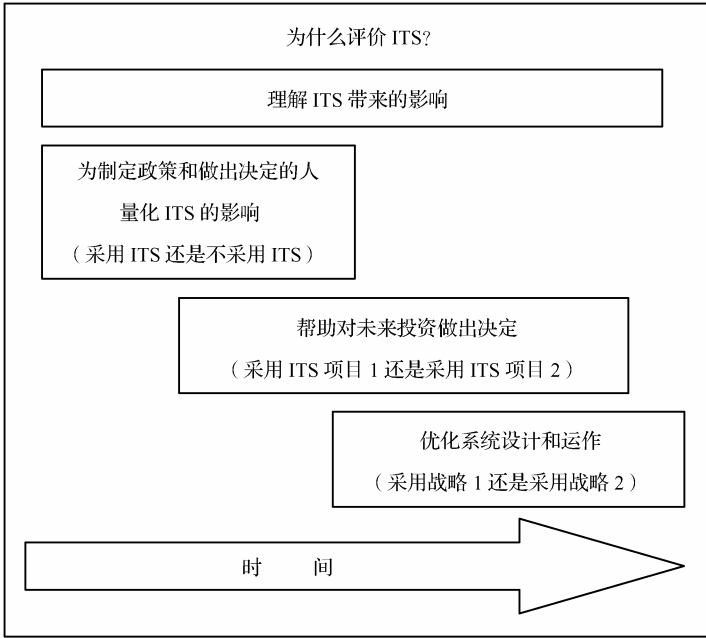 为什么评价 ITS?
理解 ITS 带来的影响
为制定政策和做出决定的人
量化 ITS 的影响
（采用 ITS 还是不采用 ITS）
帮助对未来投资做出决定
（采用 ITS 项目 1 还是采用 ITS 项目 2）
优化系统设计和运作
（采用战略 1 还是采用战略 2）
时 间